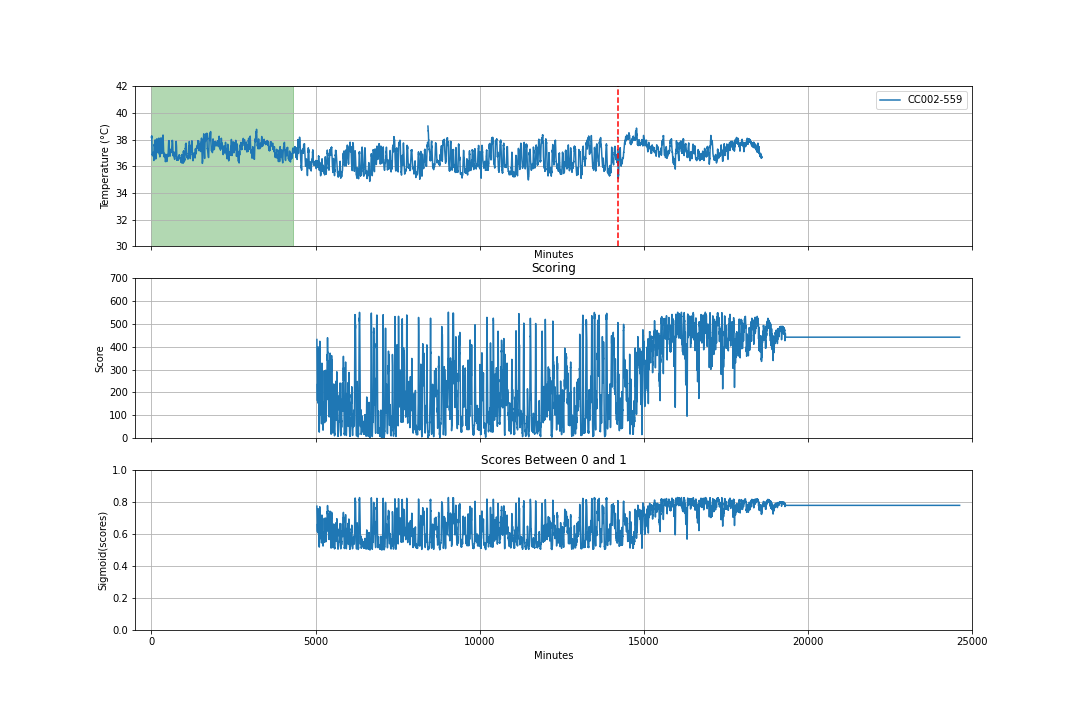 42
40
38
36
34
32
30
Temperature (°C)
CC002-559
Minutes
Scoring
700
600
500
400
300
200
100
0
Score
Scores Between 0 and 1
1.0
0.8
0.6
0.4
0.2
0.0
Sigmoid(scores)
0 5000 10000 15000 20000 25000
Minutes